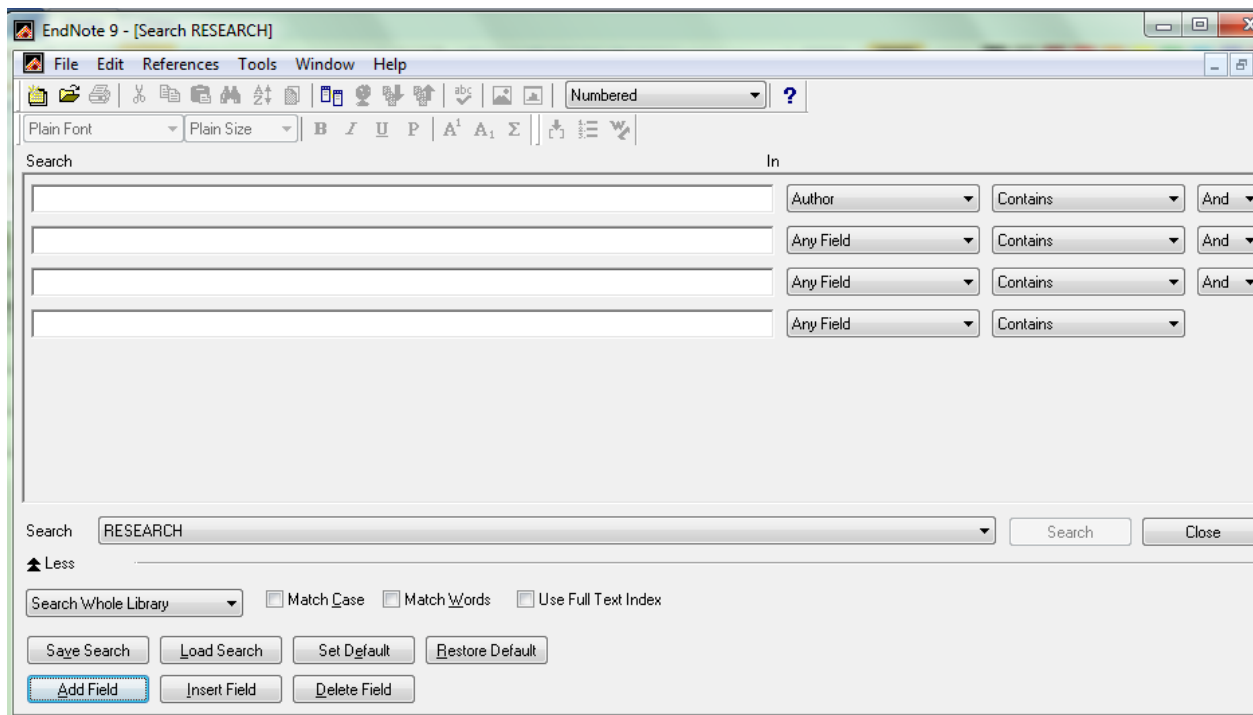 EndNote 9 - [Search RESEARCH]
File Edit References Tools Window Help
abc Numbered ?
Plain Font Plain Size B I U P A¹ A₁ Σ
Search In
Author Contains And
Any Field Contains And
Any Field Contains And
Any Field Contains
Search RESEARCH Search Close
Less
Search Whole Library Match Case Match Words Use Full Text Index
Save Search Load Search Set Default Restore Default
Add Field Insert Field Delete Field